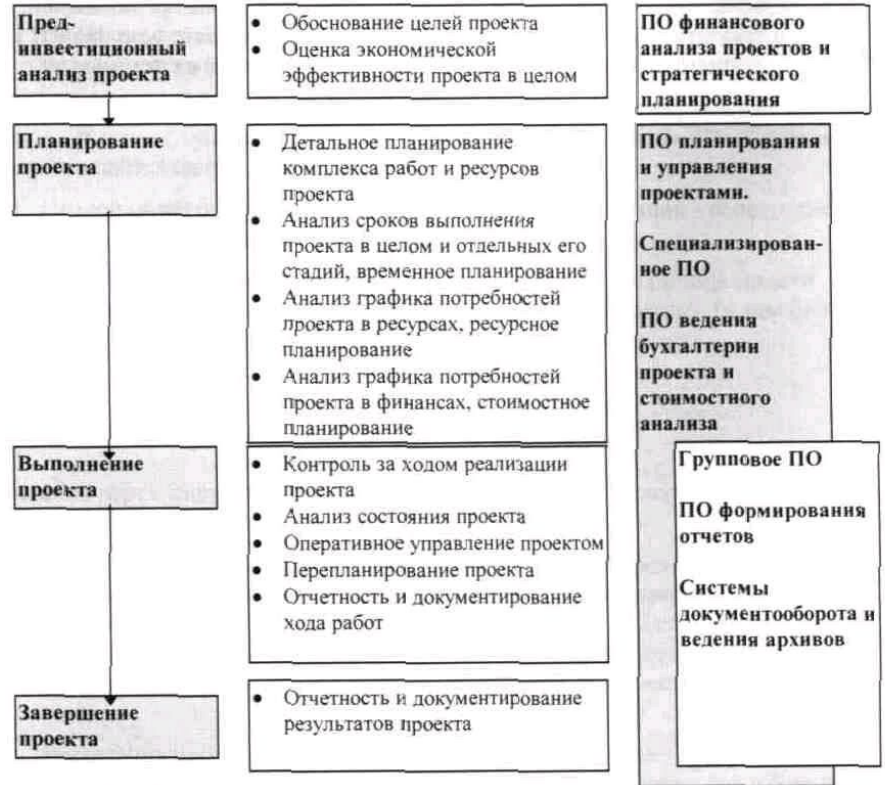 Пред-
инвестиционный
анализ проекта
• Обоснование целей проекта
• Оценка экономической
эффективности проекта в целом
ПО финансового
анализа проектов и
стратегического
планирования
Планирование
проекта
• Детальное планирование
комплекса работ и ресурсов
проекта
• Анализ сроков выполнения
проекта в целом и отдельных его
стадий, временное планирование
• Анализ графика потребностей
проекта в ресурсах, ресурсное
планирование
• Анализ графика потребностей
проекта в финансах, стоимостное
планирование
ПО планирования
и управления
проектами.
Специализирован-
ное ПО
ПО ведения
бухгалтерии
проекта и
стоимостного
анализа
Выполнение
проекта
• Контроль за ходом реализации
проекта
• Анализ состояния проекта
• Оперативное управление проектом
• Перепланирование проекта
• Отчетность и документирование
хода работ
Групповое ПО
ПО формирования
отчетов
Системы
документооборота и
ведения архивов
Завершение
проекта
• Отчетность и документирование
результатов проекта